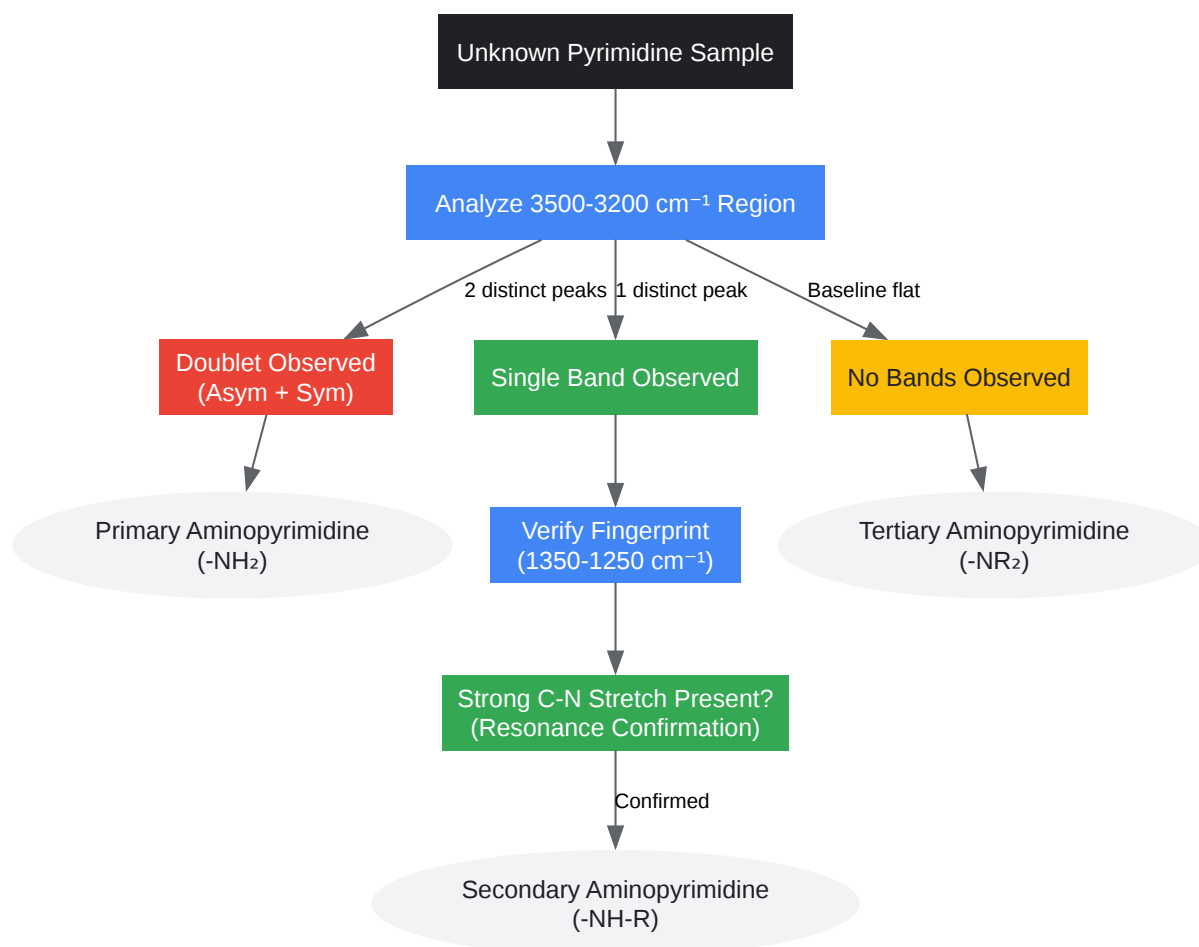 Unknown Pyrimidine Sample
Analyze 3500-3200 cm⁻¹ Region
2 distinct peaks
1 distinct peak
Baseline flat
Doublet Observed
(Asym + Sym)
Single Band Observed
No Bands Observed
Primary Aminopyrimidine
(-NH₂)
Verify Fingerprint
(1350-1250 cm⁻¹)
Tertiary Aminopyrimidine
(-NR₂)
Strong C-N Stretch Present?
(Resonance Confirmation)
Confirmed
Secondary Aminopyrimidine
(-NH-R)